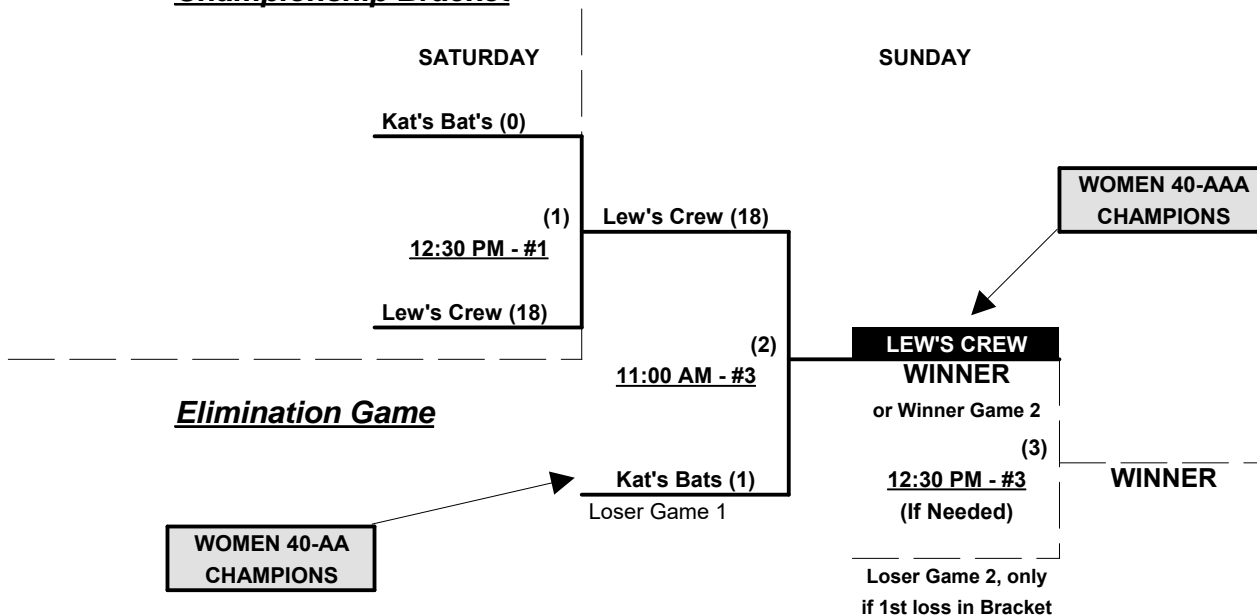 Championship Bracket
SATURDAY
SUNDAY
Kat's Bat's (0)
WOMEN 40-AAA
CHAMPIONS
(1)
Lew's Crew (18)
12:30 PM - #1
Lew's Crew (18)
(2)
LEW'S CREW
11:00 AM - #3
WINNER
or Winner Game 2
Elimination Game
(3)
Kat's Bats (1)
12:30 PM - #3
WINNER
Loser Game 1
(If Needed)
WOMEN 40-AA
CHAMPIONS
Loser Game 2, only
if 1st loss in Bracket